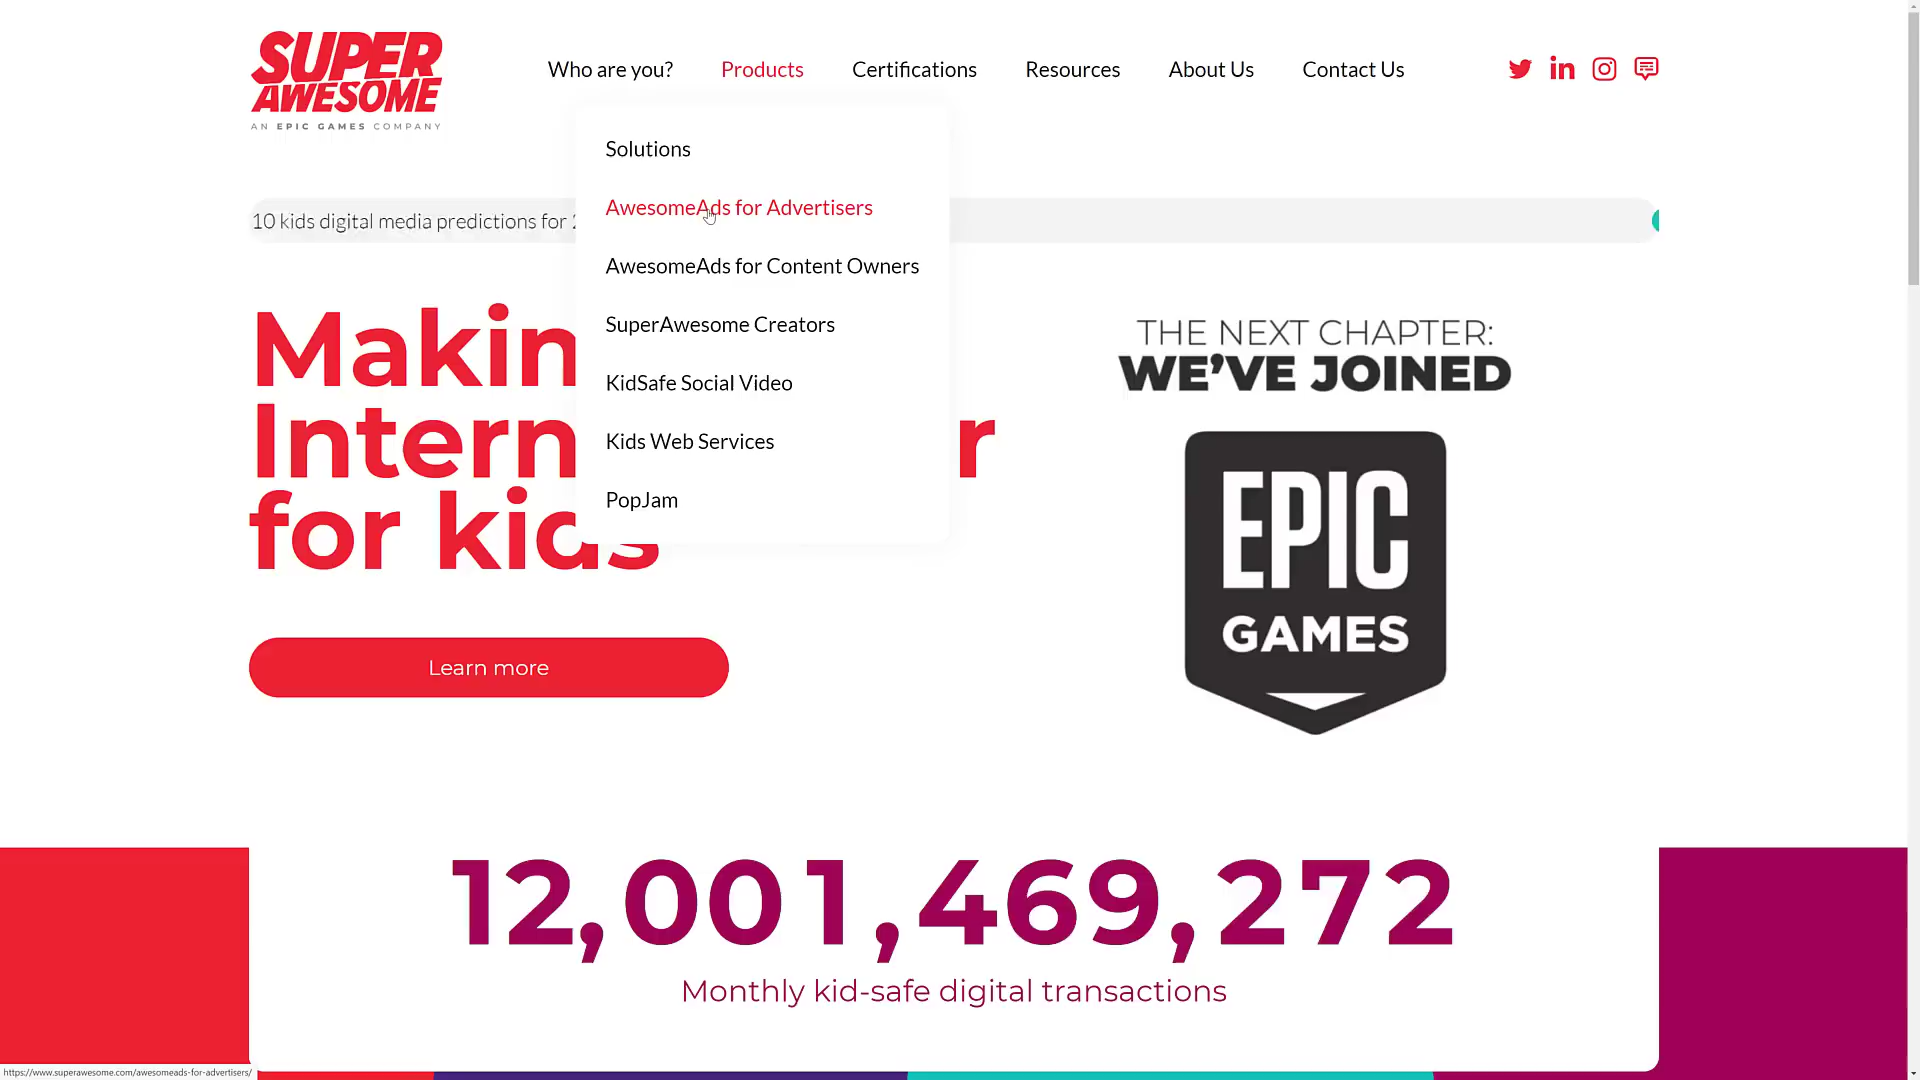 SUPER
AWESOME
AN EPIC GAMES COMPANY
Who are you?
Products
Certifications
Resources
About Us
Contact Us
Solutions
AwesomeAds for Advertisers
AwesomeAds for Content Owners
SuperAwesome Creators
KidSafe Social Video
Kids Web Services
PopJam
10 kids digital media predictions for
Makin
Intern r
for kids
Learn more
THE NEXT CHAPTER:
WE'VE JOINED
EPIC
GAMES
12,001,469,272
Monthly kid-safe digital transactions
https://www.superawesome.com/awesomeads-for-advertisers/